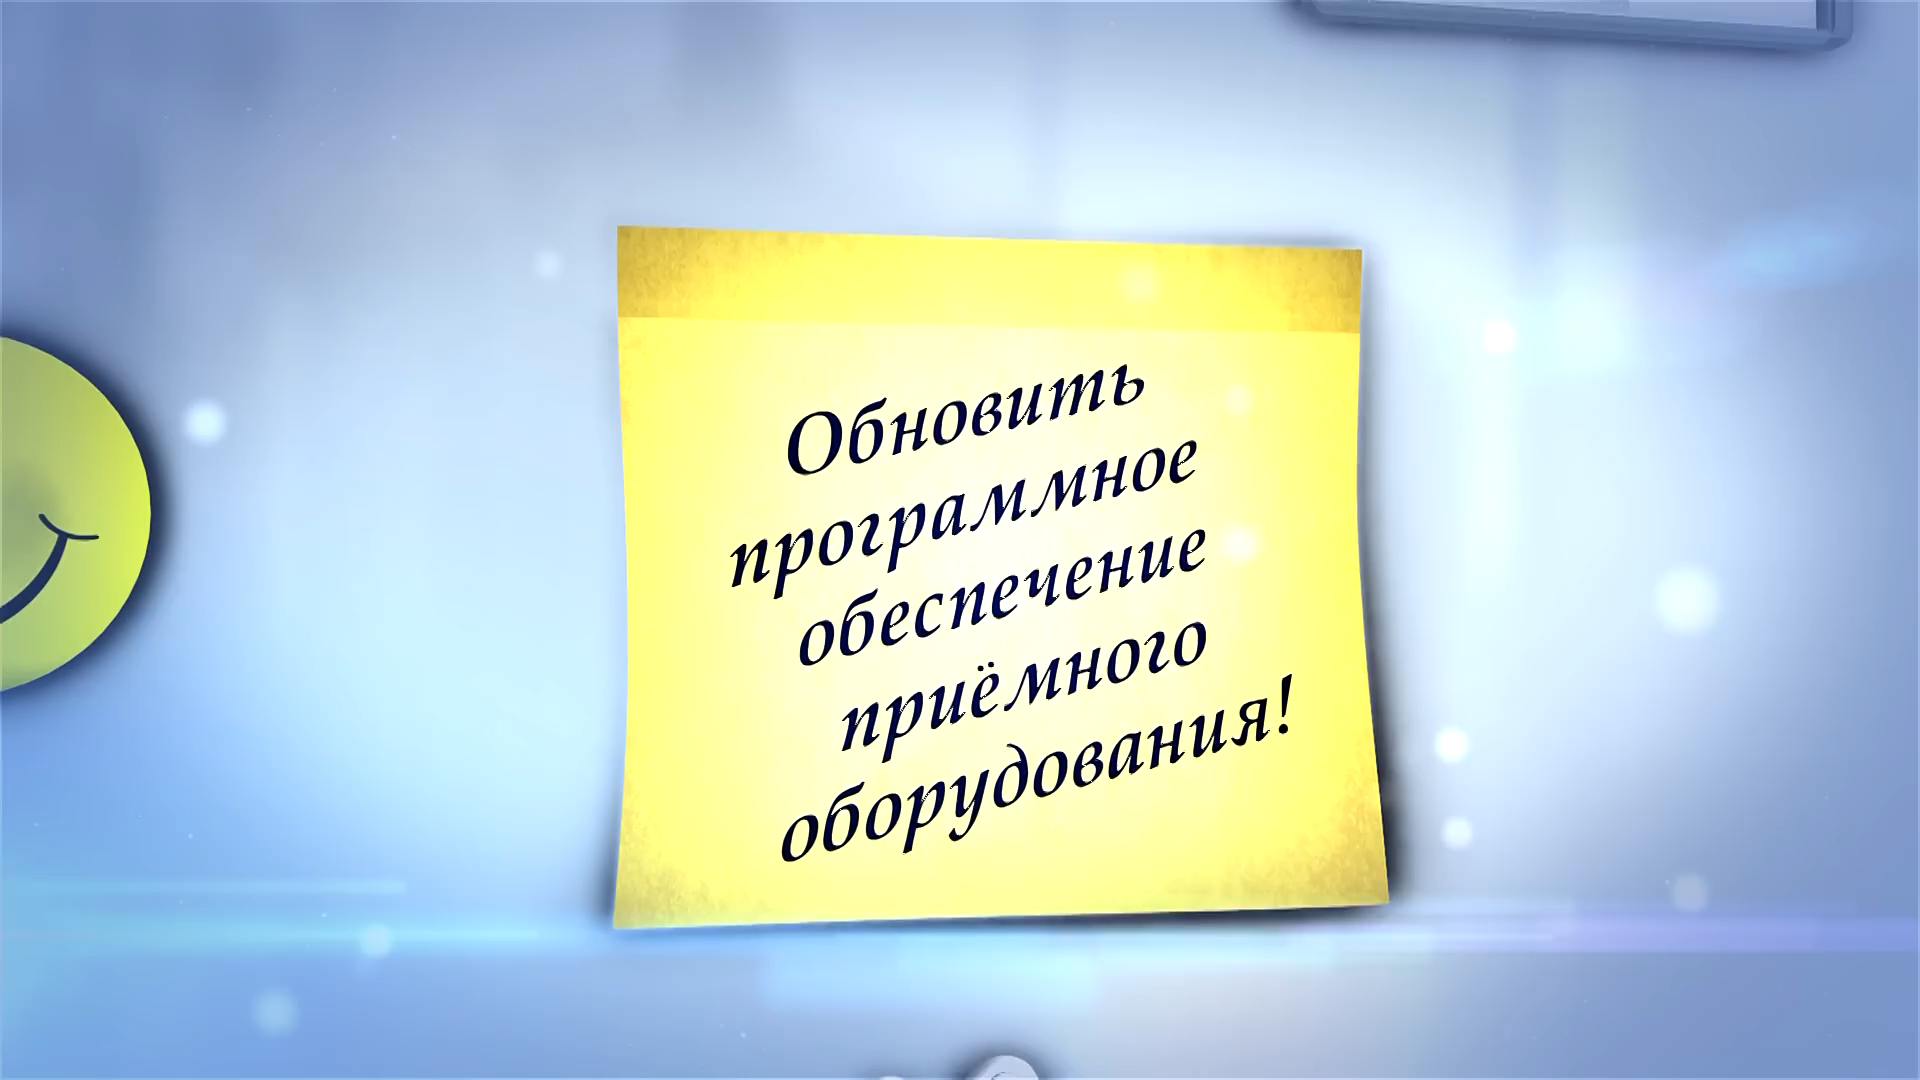 Обновить
программное
обеспечение
приёмного
оборудования!